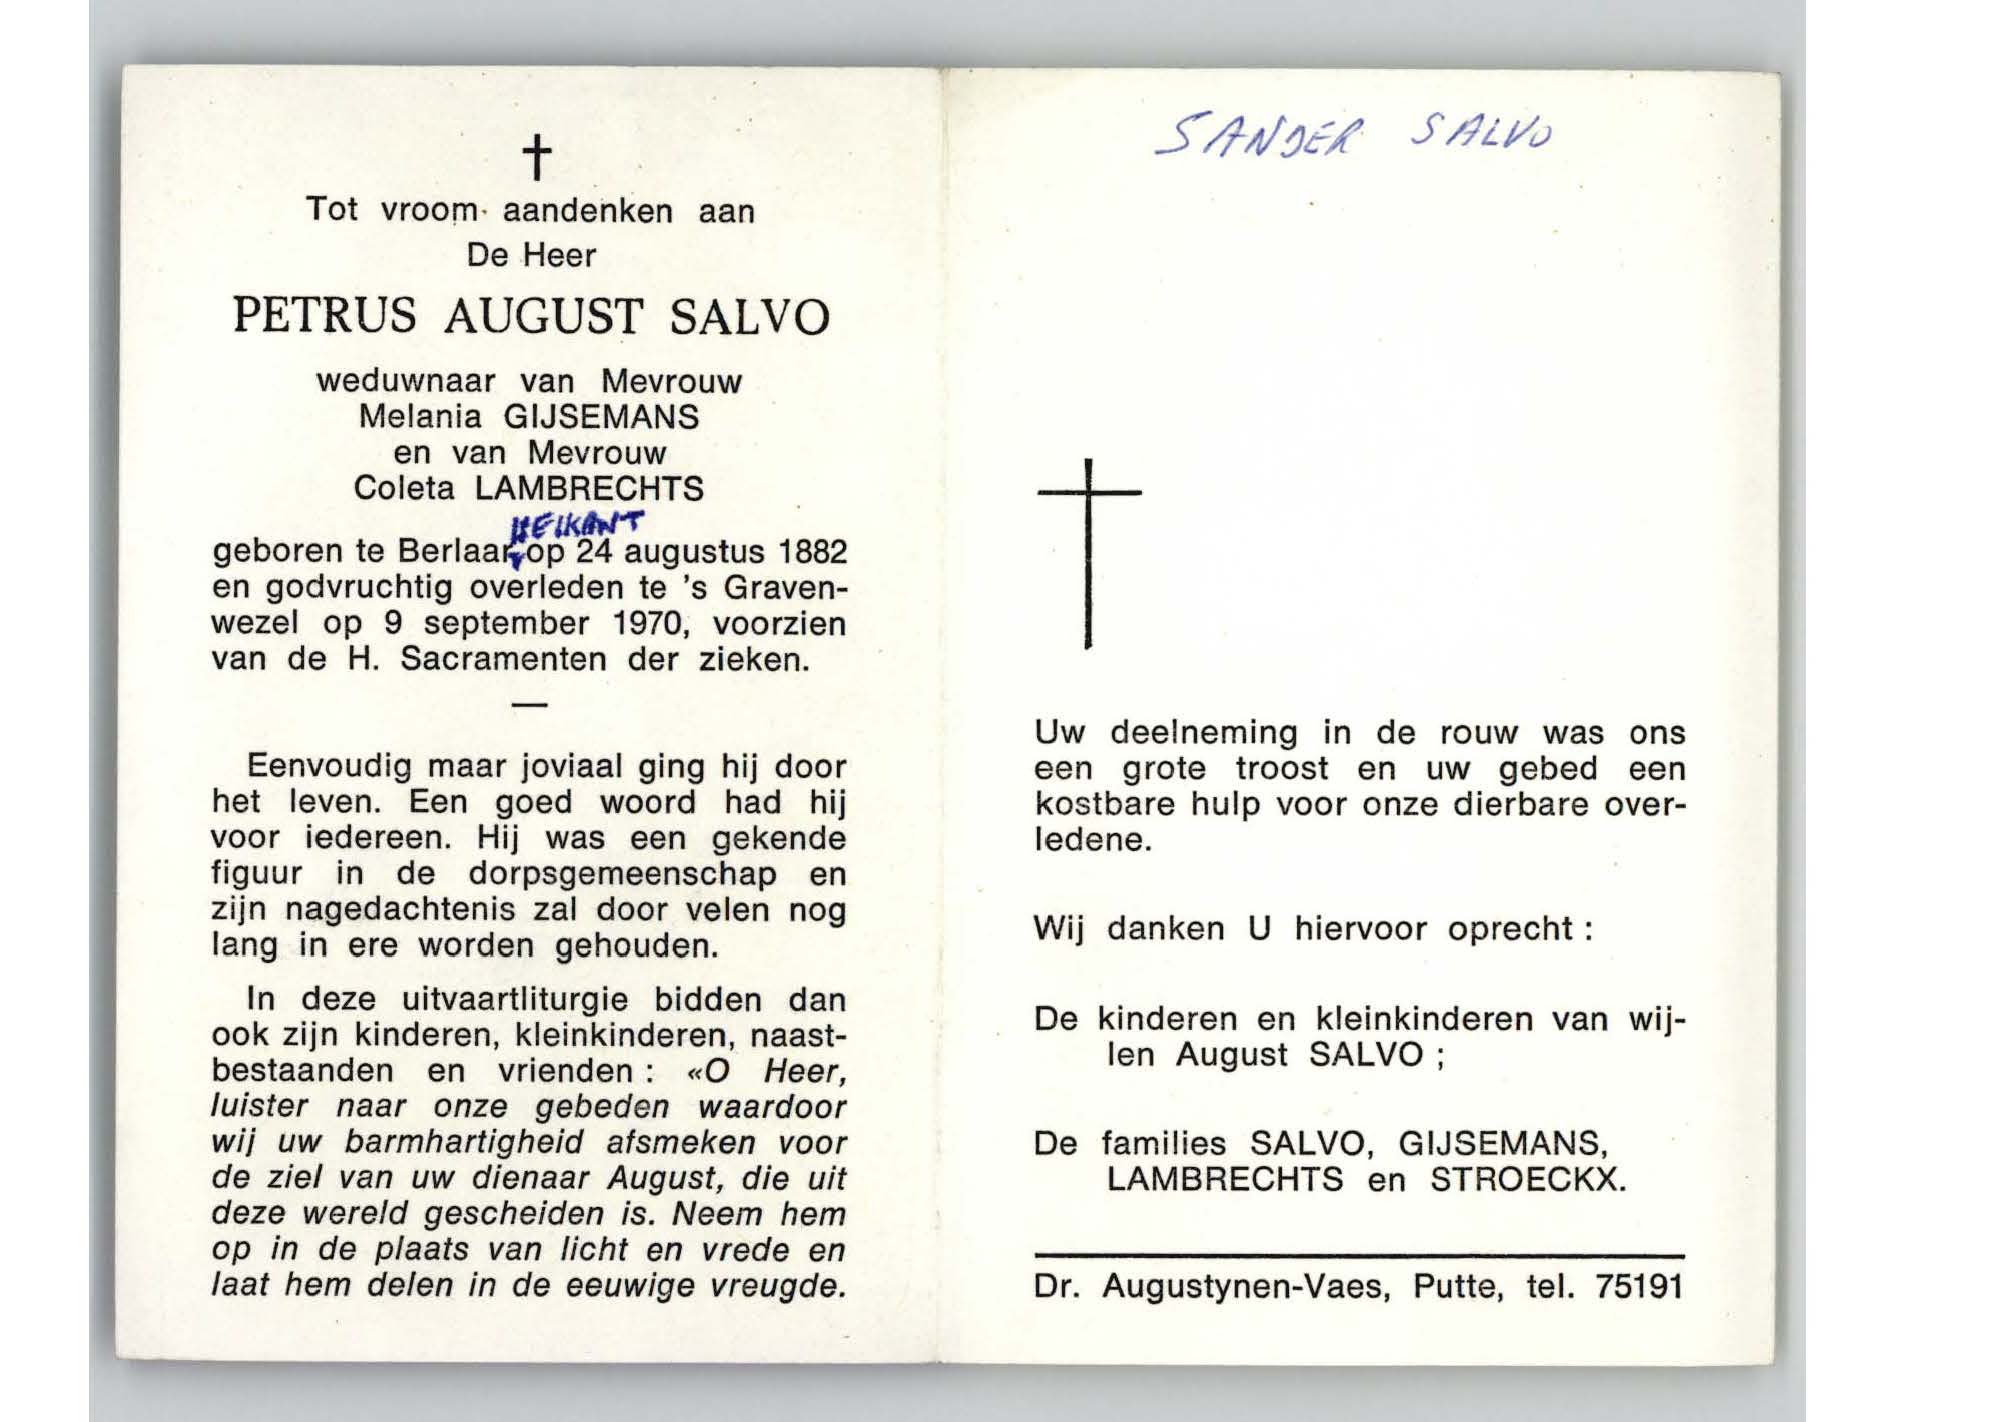 Tot vroom aandenken aan
De Heer
PETRUS AUGUST SALVO
weduwnaar van Mevrouw
Melania GIJSEMANS
en van Mevrouw
Coleta LAMBRECHTS
HEIKANT
geboren te Berlaar, op 24 augustus 1882
en godvruchtig overleden te 's Graven-
wezel op 9 september 1970, voorzien
van de H. Sacramenten der zieken.
—
Eenvoudig maar joviaal ging hij door
het leven. Een goed woord had hij
voor iedereen. Hij was een gekende
figuur in de dorpsgemeenschap en
zijn nagedachtenis zal door velen nog
lang in ere worden gehouden.
In deze uitvaartliturgie bidden dan
ook zijn kinderen, kleinkinderen, naast-
bestaanden en vrienden : «O Heer,
luister naar onze gebeden waardoor
wij uw barmhartigheid afsmeken voor
de ziel van uw dienaar August, die uit
deze wereld gescheiden is. Neem hem
op in de plaats van licht en vrede en
laat hem delen in de eeuwige vreugde.
SANDER SALVO
Uw deelneming in de rouw was ons
een grote troost en uw gebed een
kostbare hulp voor onze dierbare over-
ledene.
Wij danken U hiervoor oprecht :
De kinderen en kleinkinderen van wij-
len August SALVO ;
De families SALVO, GIJSEMANS,
LAMBRECHTS en STROECKX.
Dr. Augustynen-Vaes, Putte, tel. 75191